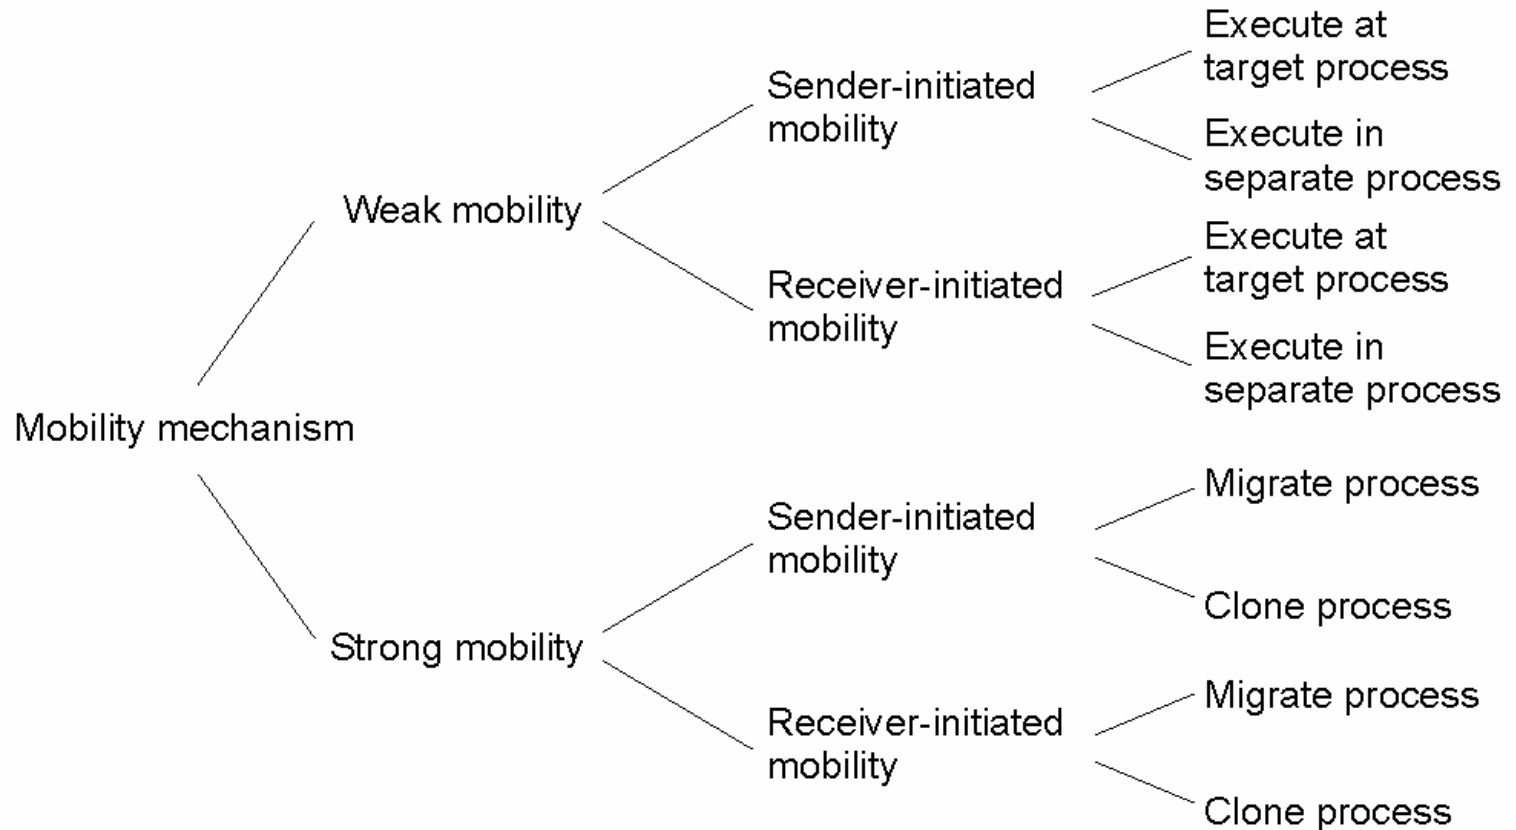 Execute at
target process
Sender-initiated
mobility
Execute in
separate process
Weak mobility
Execute at
target process
Receiver-initiated
mobility
Execute in
separate process
Mobility mechanism
Migrate process
Sender-initiated
mobility
Clone process
Strong mobility
Migrate process
Receiver-initiated
mobility
Clone process